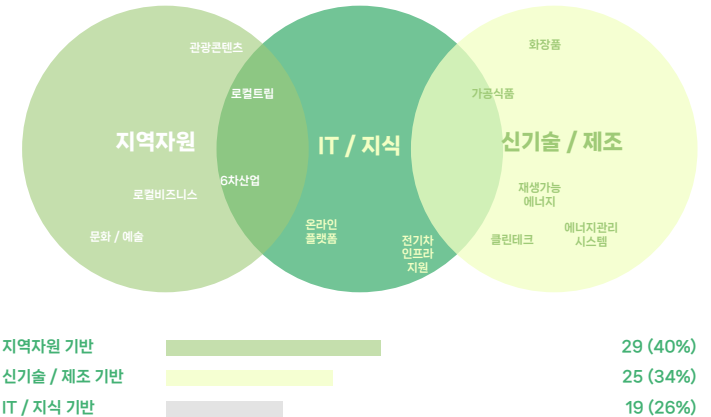 관광콘텐츠
화장품
로컬트립
가공식품
지역자원
IT / 지식
신기술 / 제조
6차산업
로컬비즈니스
재생가능
에너지
문화 / 예술
온라인
플랫폼
전기차
인프라
지원
클린테크
에너지관리
시스템
지역자원 기반 29 (40%)
신기술 / 제조 기반 25 (34%)
IT / 지식 기반 19 (26%)